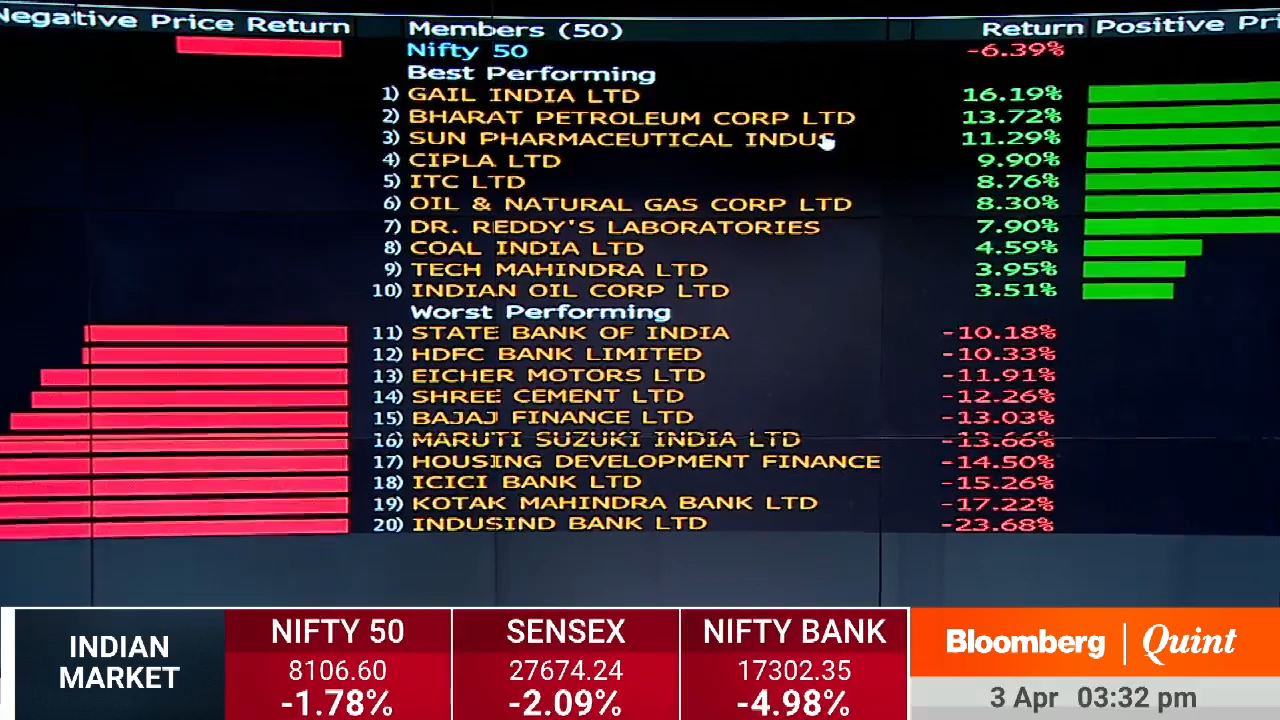 Negative Price Return Members (50) Return Positive Pri
Nifty 50 -6.39%
Best Performing
1) GAIL INDIA LTD 16.19%
2) BHARAT PETROLEUM CORP LTD 13.72%
3) SUN PHARMACEUTICAL INDUS 11.29%
4) CIPLA LTD 9.90%
5) ITC LTD 8.76%
6) OIL & NATURAL GAS CORP LTD 8.30%
7) DR. REDDY'S LABORATORIES 7.90%
8) COAL INDIA LTD 4.59%
9) TECH MAHINDRA LTD 3.95%
10) INDIAN OIL CORP LTD 3.51%
Worst Performing
11) STATE BANK OF INDIA -10.18%
12) HDFC BANK LIMITED -10.33%
13) EICHER MOTORS LTD -11.91%
14) SHREE CEMENT LTD -12.26%
15) BAJAJ FINANCE LTD -13.03%
16) MARUTI SUZUKI INDIA LTD -13.66%
17) HOUSING DEVELOPMENT FINANCE -14.50%
18) ICICI BANK LTD -15.26%
19) KOTAK MAHINDRA BANK LTD -17.22%
20) INDUSIND BANK LTD -23.68%
INDIAN MARKET
NIFTY 50
8106.60
-1.78%
SENSEX
27674.24
-2.09%
NIFTY BANK
17302.35
-4.98%
Bloomberg | Quint
3 Apr 03:32 pm